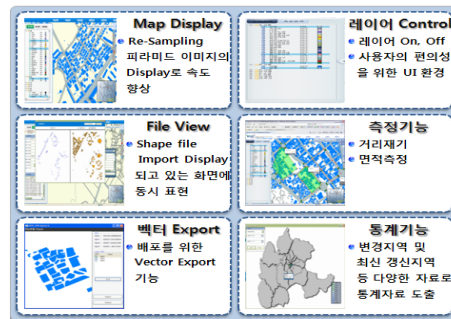 Map Display
Re-Sampling
피라미드 이미지의
Display로 속도
향상
레이어 Control
레이어 On, Off
사용자의 편의성
을 위한 UI 환경
File View
Shape file
Import Display
되고 있는 화면에
동시 표현
측정기능
거리재기
면적측정
벡터 Export
배포를 위한
Vector Export
기능
통계기능
변경지역 및
최신 갱신지역
등 다양한 자료로
통계자료 도출